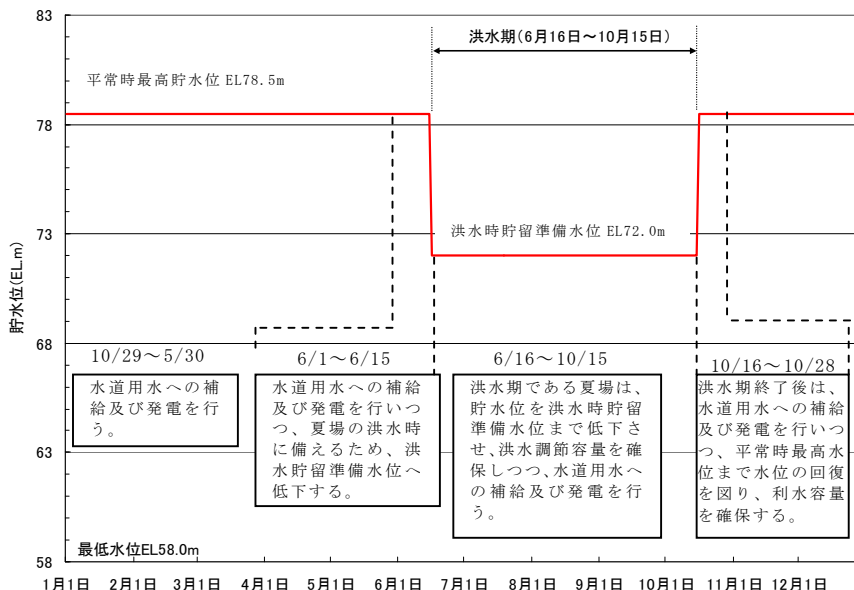 83
洪水期(6月16日～10月15日)
平常時最高貯水位 EL78.5m
78
73
洪水時貯留準備水位 EL72.0m
貯水位(EL.m)
68
10/29～5/30
水道用水への補
給及び発電を行
う。
6/1～6/15
水道用水への補給
及び発電を行いつ
つ、夏場の洪水時
に備えるため、洪
水貯留準備水位へ
低下する。
6/16～10/15
洪水期である夏場は、
貯水位を洪水時貯留
準備水位まで低下さ
せ、洪水調節容量を確
保しつつ、水道用水へ
の補給及び発電を行
う。
10/16～10/28
洪水期終了後は、
水道用水への補給
及び発電を行いつ
つ、平常時最高水
位まで水位の回復
を図り、利水容量
を確保する。
63
最低水位EL58.0m
58
1月1日 2月1日 3月1日 4月1日 5月1日 6月1日 7月1日 8月1日 9月1日 10月1日 11月1日 12月1日